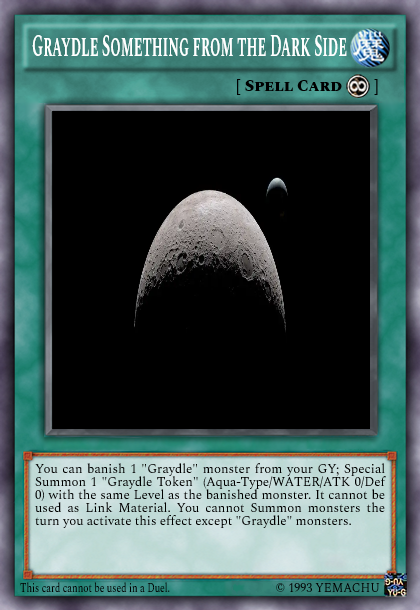 Graydle Something from the Dark Side 魔
[ Spell Card ]
You can banish 1 "Graydle" monster from your GY; Special
Summon 1 "Graydle Token" (Aqua-Type/WATER/ATK 0/Def
0) with the same Level as the banished monster. It cannot be
used as Link Material. You cannot Summon monsters the
turn you activate this effect except "Graydle" monsters.
This card cannot be used in a Duel. © 1993 YEMACHU